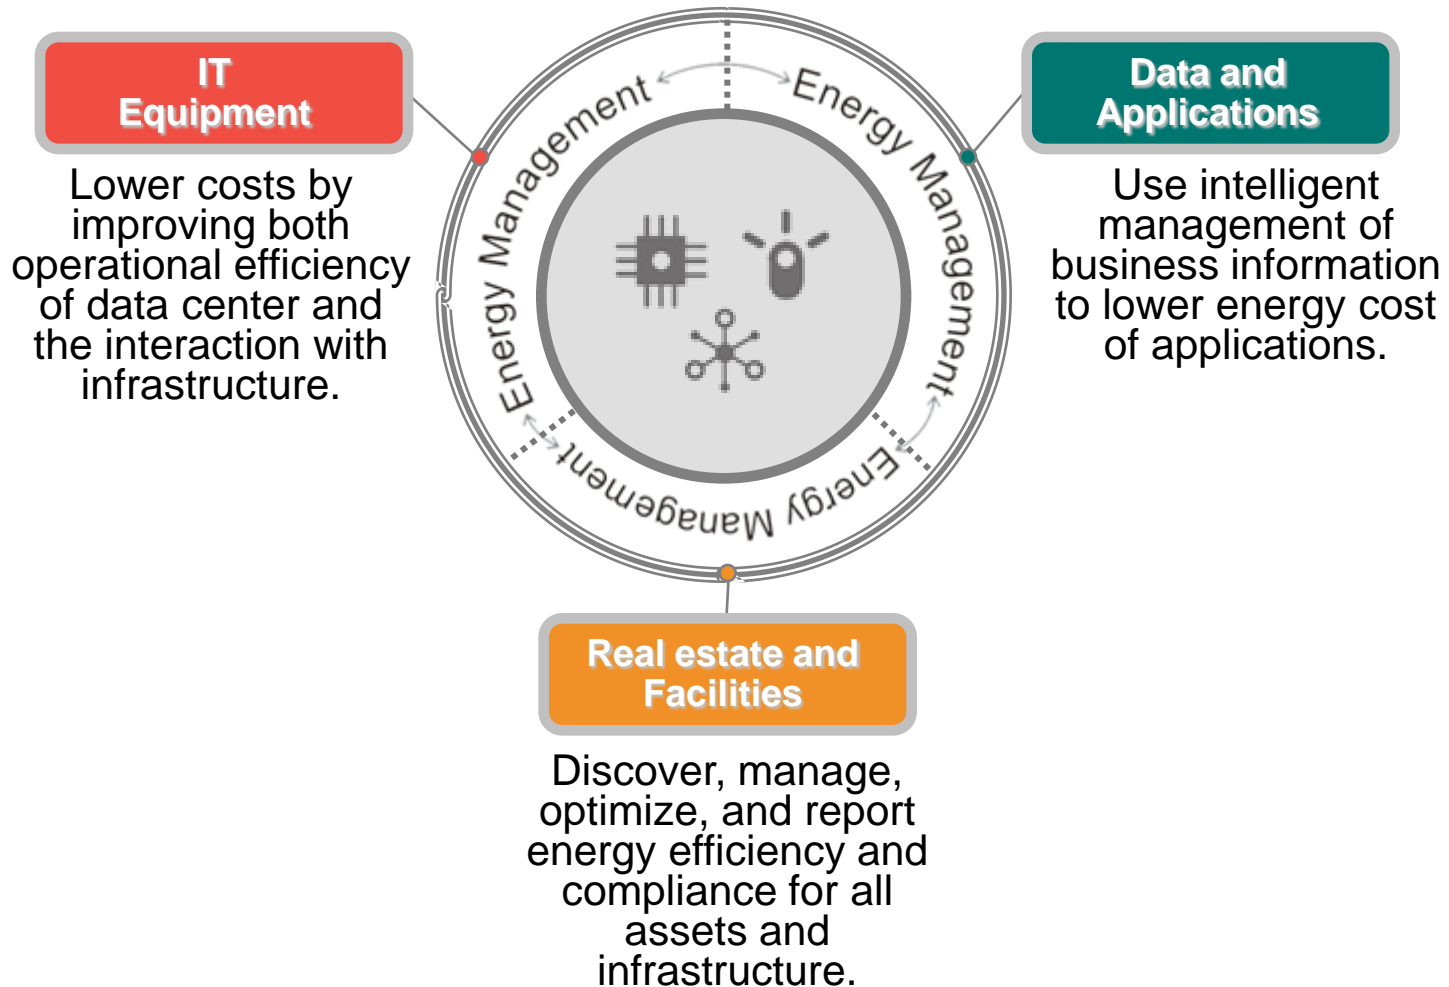 IT
Equipment
Lower costs by
improving both
operational efficiency
of data center and
the interaction with
infrastructure.
Energy Management
Energy Management
Energy Management
Data and
Applications
Use intelligent
management of
business information
to lower energy cost
of applications.
Real estate and
Facilities
Discover, manage,
optimize, and report
energy efficiency and
compliance for all
assets and
infrastructure.